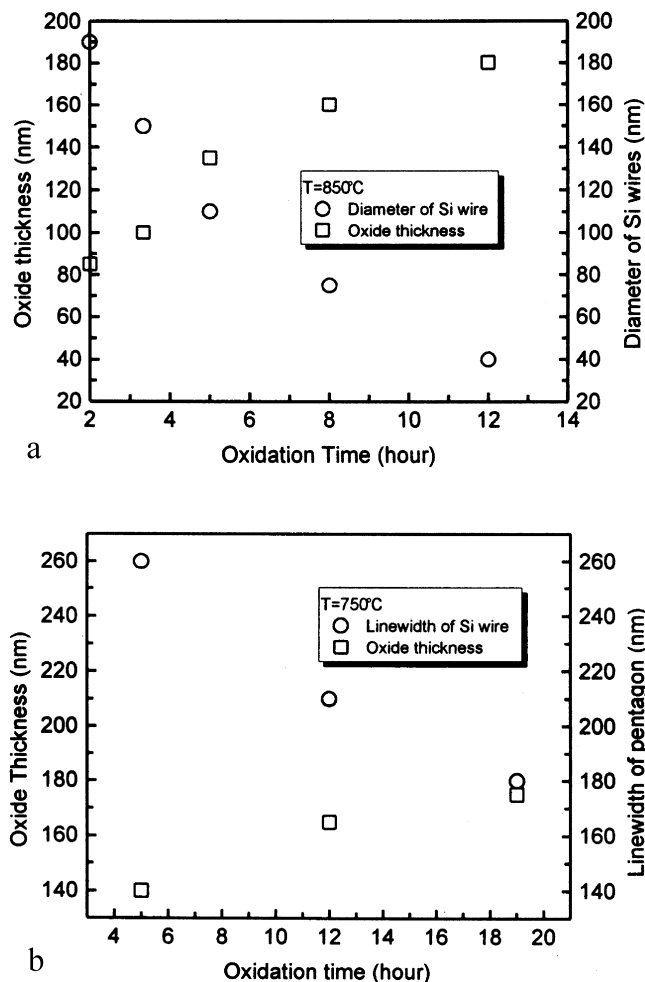 200
180
160
140
120
100
80
60
40
20
Oxide thickness (nm)
T=850°C
Diameter of Si wire
Oxide thickness
200
180
160
140
120
100
80
60
40
20
Diameter of Si wires (nm)
2 4 6 8 10 12 14
Oxidation Time (hour)
a
260
240
220
200
180
160
140
Oxide Thickness (nm)
T=750°C
Linewidth of Si wire
Oxide thickness
260
240
220
200
180
160
140
Linewidth of pentagon (nm)
4 6 8 10 12 14 16 18 20
Oxidation time (hour)
b